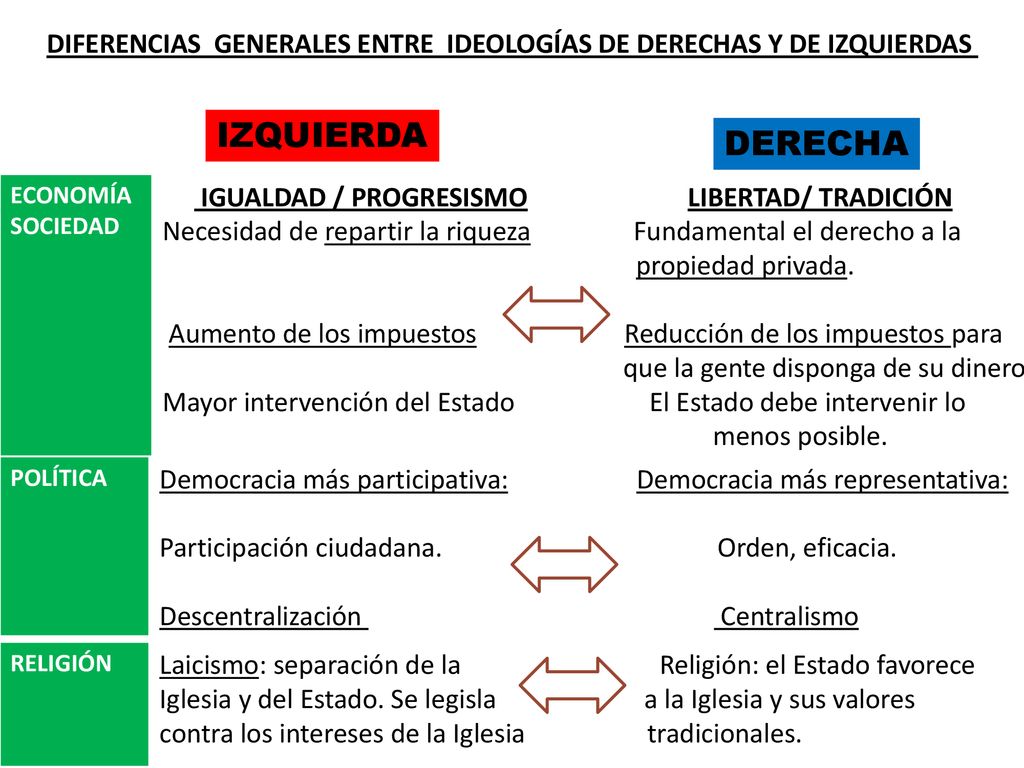 DIFERENCIAS GENERALES ENTRE IDEOLOGÍAS DE DERECHAS Y DE IZQUIERDAS
IZQUIERDA
DERECHA
ECONOMÍA
SOCIEDAD
IGUALDAD / PROGRESISMO
Necesidad de repartir la riqueza
Aumento de los impuestos
Mayor intervención del Estado
LIBERTAD/ TRADICIÓN
Fundamental el derecho a la
propiedad privada.
Reducción de los impuestos para
que la gente disponga de su dinero
El Estado debe intervenir lo
menos posible.
POLÍTICA
Democracia más participativa:
Participación ciudadana.
Descentralización
Democracia más representativa:
Orden, eficacia.
Centralismo
RELIGIÓN
Laicismo: separación de la
Iglesia y del Estado. Se legisla
contra los intereses de la Iglesia
Religión: el Estado favorece
a la Iglesia y sus valores
tradicionales.